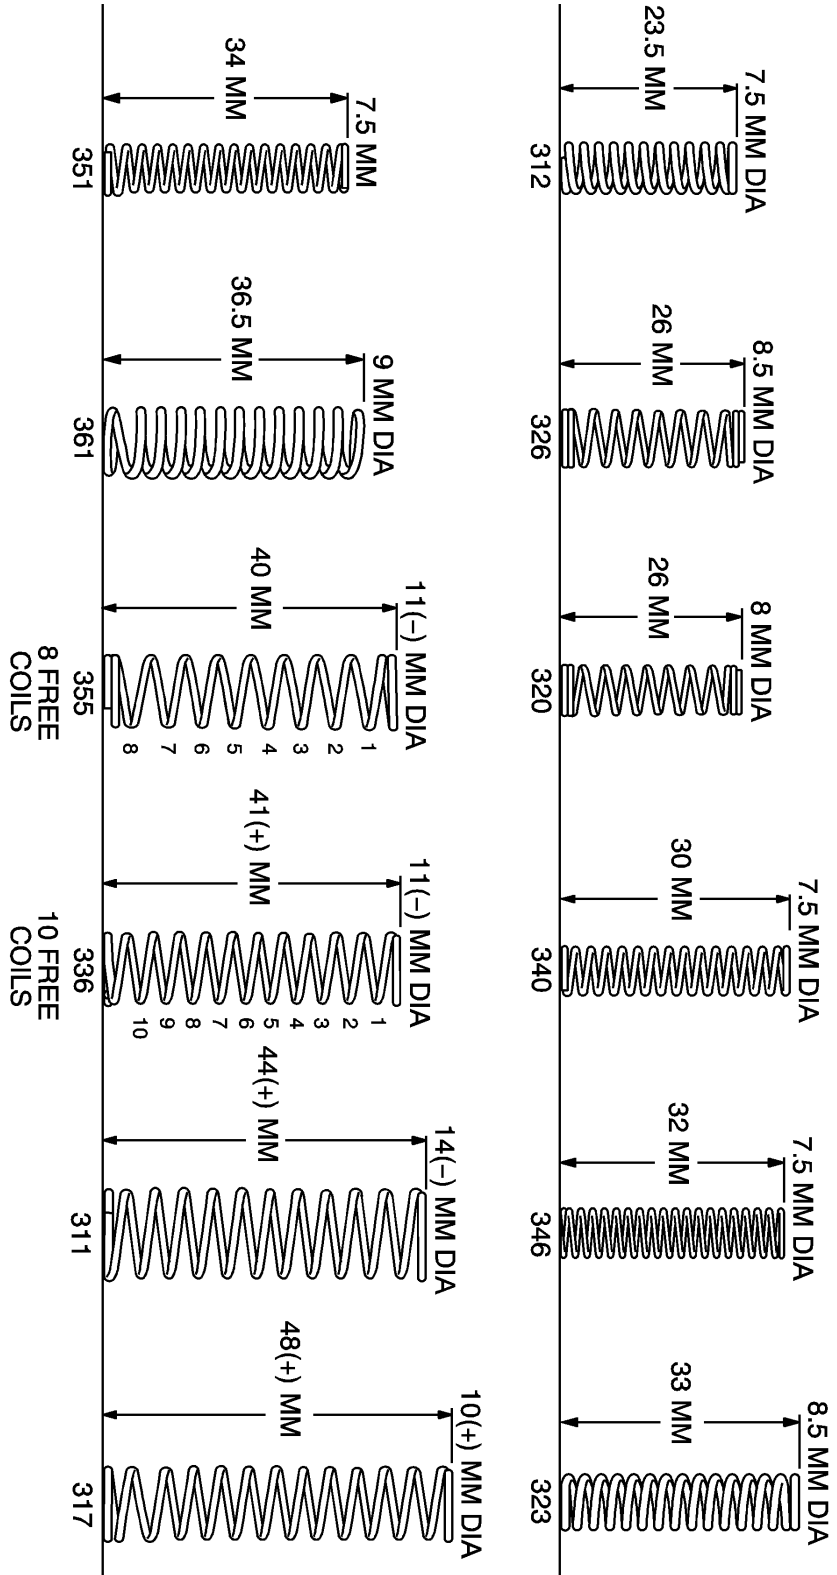 7.5 MM DIA
23.5 MM
312
8.5 MM DIA
26 MM
326
8 MM DIA
26 MM
320
7.5 MM DIA
30 MM
340
7.5 MM DIA
32 MM
346
8.5 MM DIA
33 MM
323
7.5 MM
34 MM
351
9 MM DIA
36.5 MM
361
11(–) MM DIA
40 MM
1
2
3
4
5
6
7
8
355
8 FREE
COILS
11(–) MM DIA
41(+) MM
1
2
3
4
5
6
7
8
9
10
336
10 FREE
COILS
14(–) MM DIA
44(+) MM
311
10(+) MM DIA
48(+) MM
317